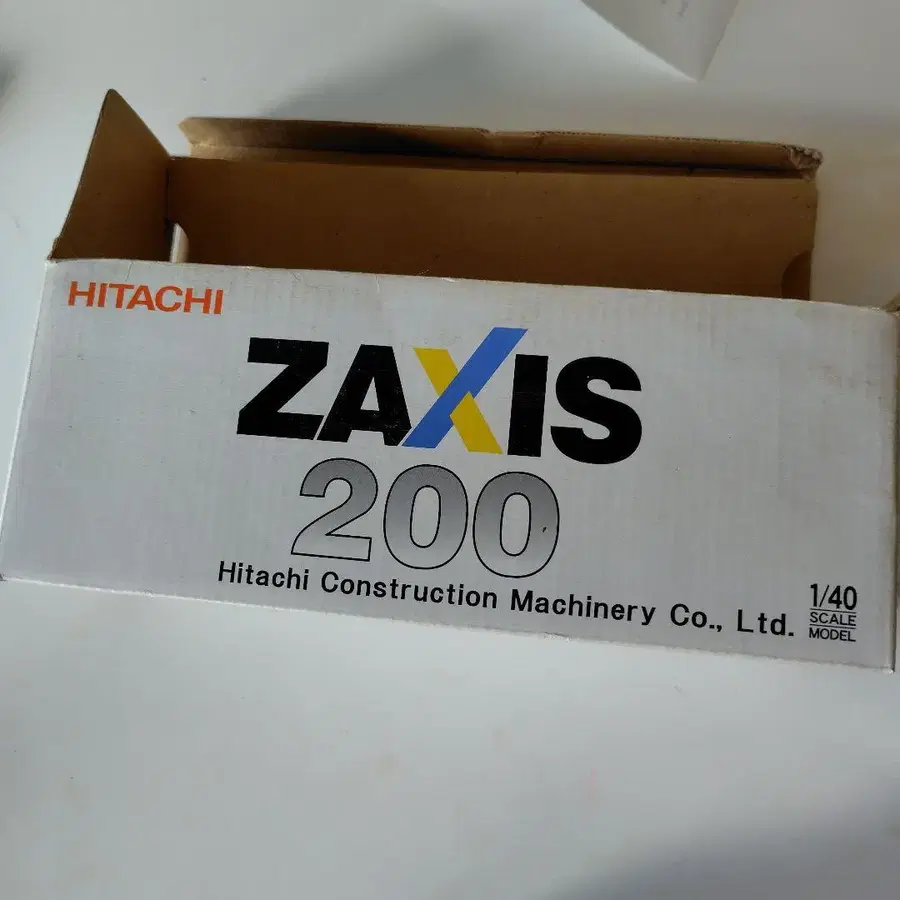 HITACHI
ZAXIS
200
Hitachi Construction Machinery Co., Ltd.
1/40
SCALE
MODEL